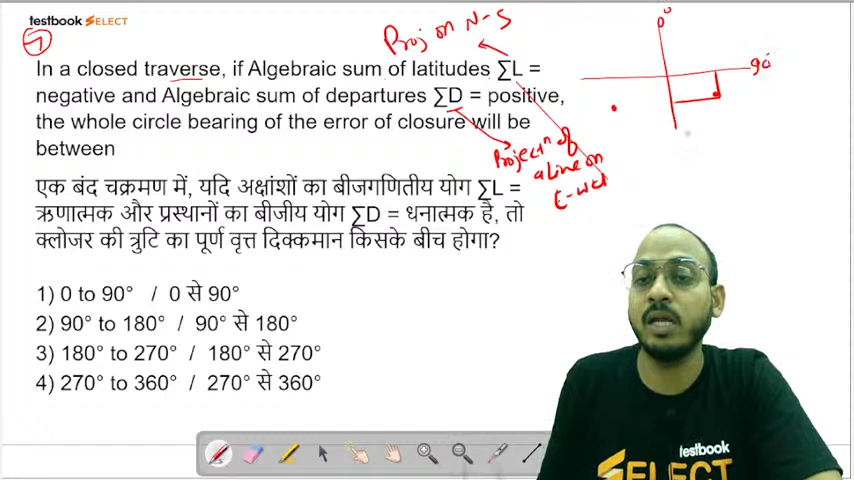 testbook SELECT
7
Proj on N-S
0°
90°
In a closed traverse, if Algebraic sum of latitudes ∑L =
negative and Algebraic sum of departures ∑D = positive,
the whole circle bearing of the error of closure will be
between
Projectⁿ of
a line on
एक बंद चक्रमण में, यदि अक्षांशों का बीजगणितीय योग ∑L =
ऋणात्मक और प्रस्थानों का बीजीय योग ∑D = धनात्मक है, तो
क्लोजर की त्रुटि का पूर्ण वृत्त दिक्कमान किसके बीच होगा?
1) 0 to 90° / 0 से 90°
2) 90° to 180° / 90° से 180°
3) 180° to 270° / 180° से 270°
4) 270° to 360° / 270° से 360°
testbook
SELECT